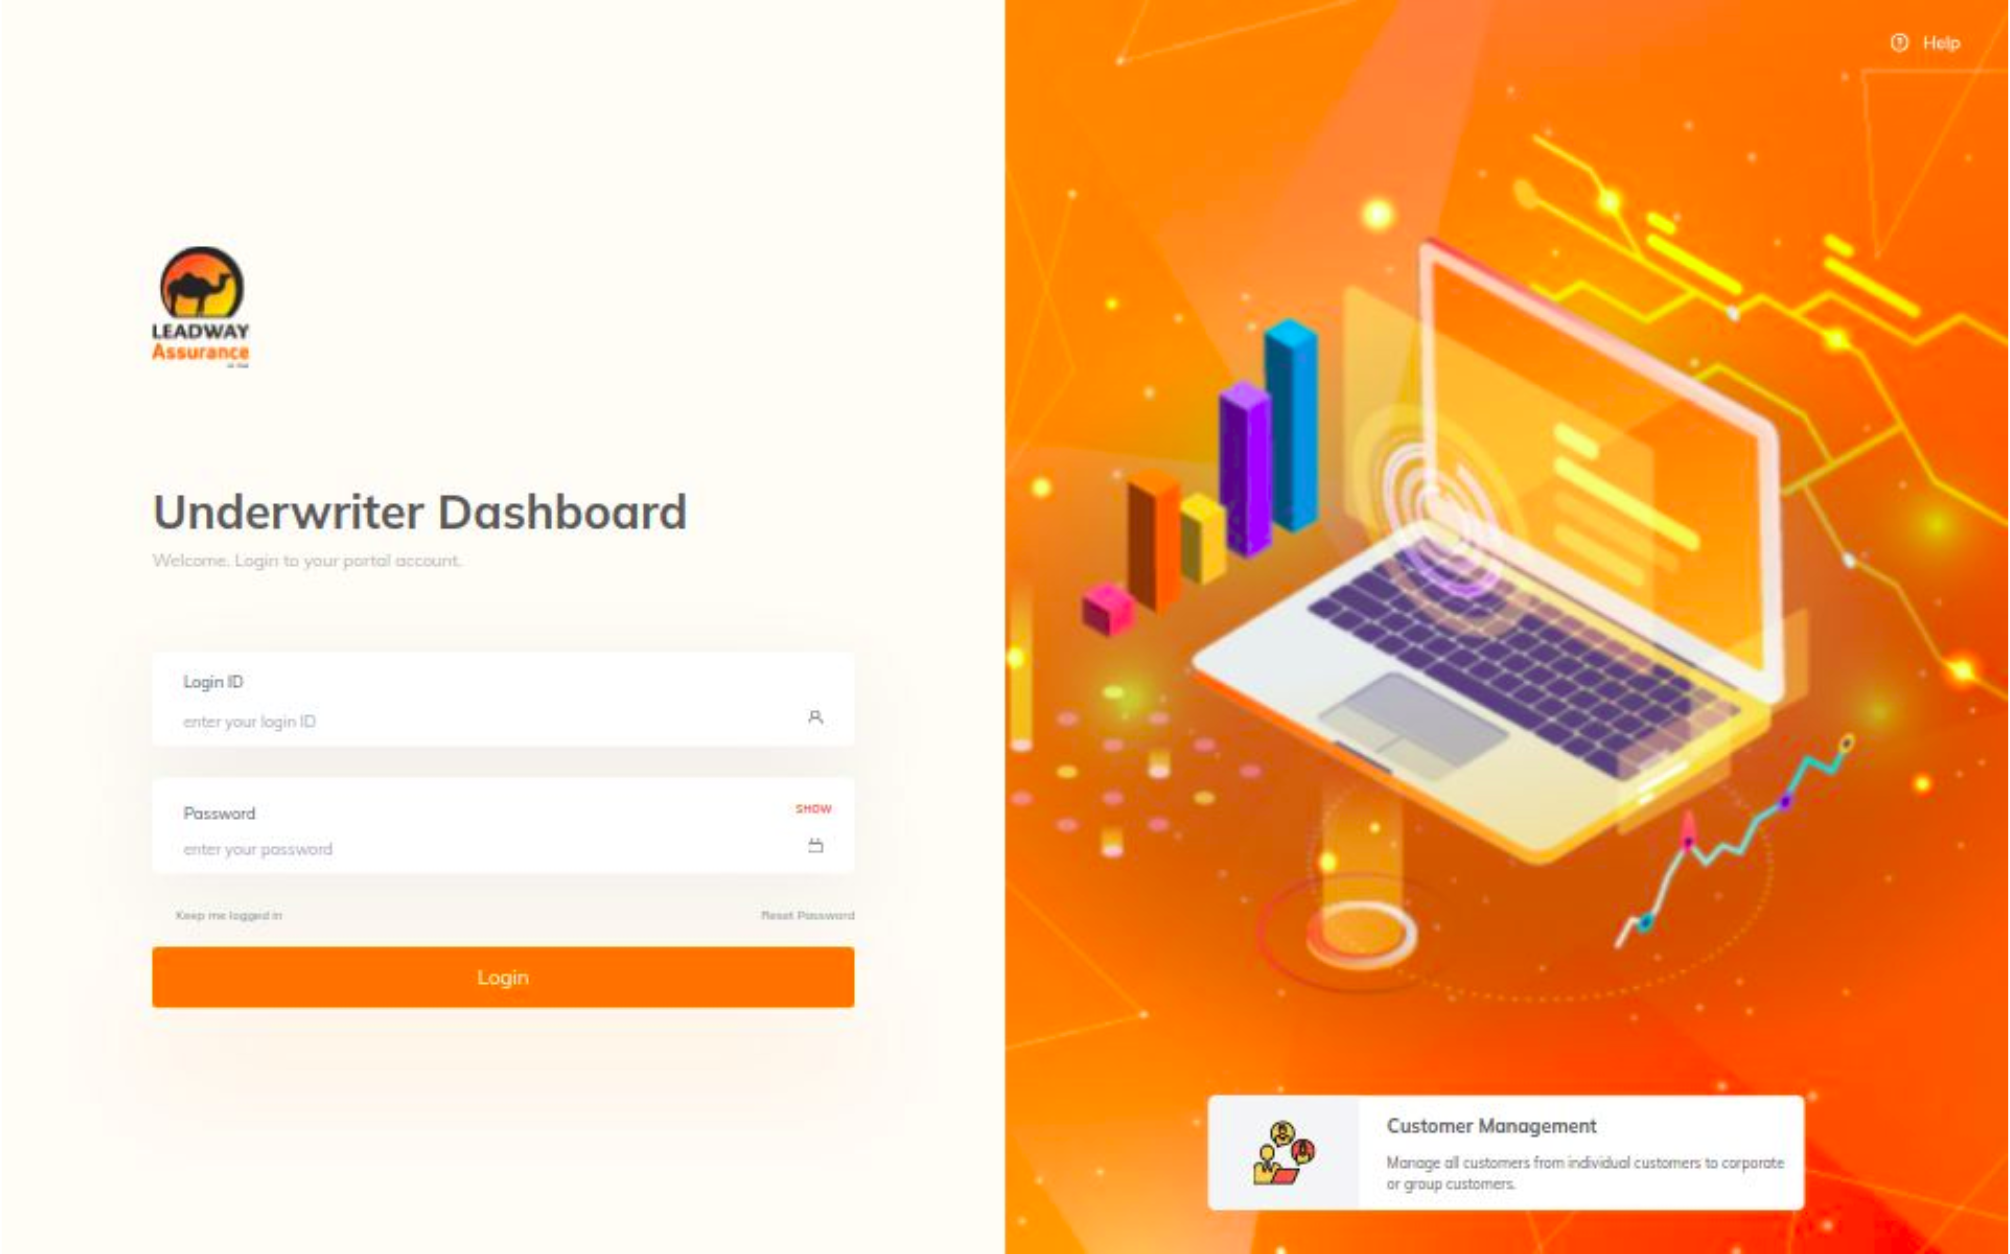 Help
LEADWAY
Assurance
Underwriter Dashboard
Welcome. Login to your portal account.
Login ID
enter your login ID
Password
SHOW
enter your password
Keep me logged in
Reset Password
Login
Customer Management
Manage all customers from individual customers to corporate
or group customers.